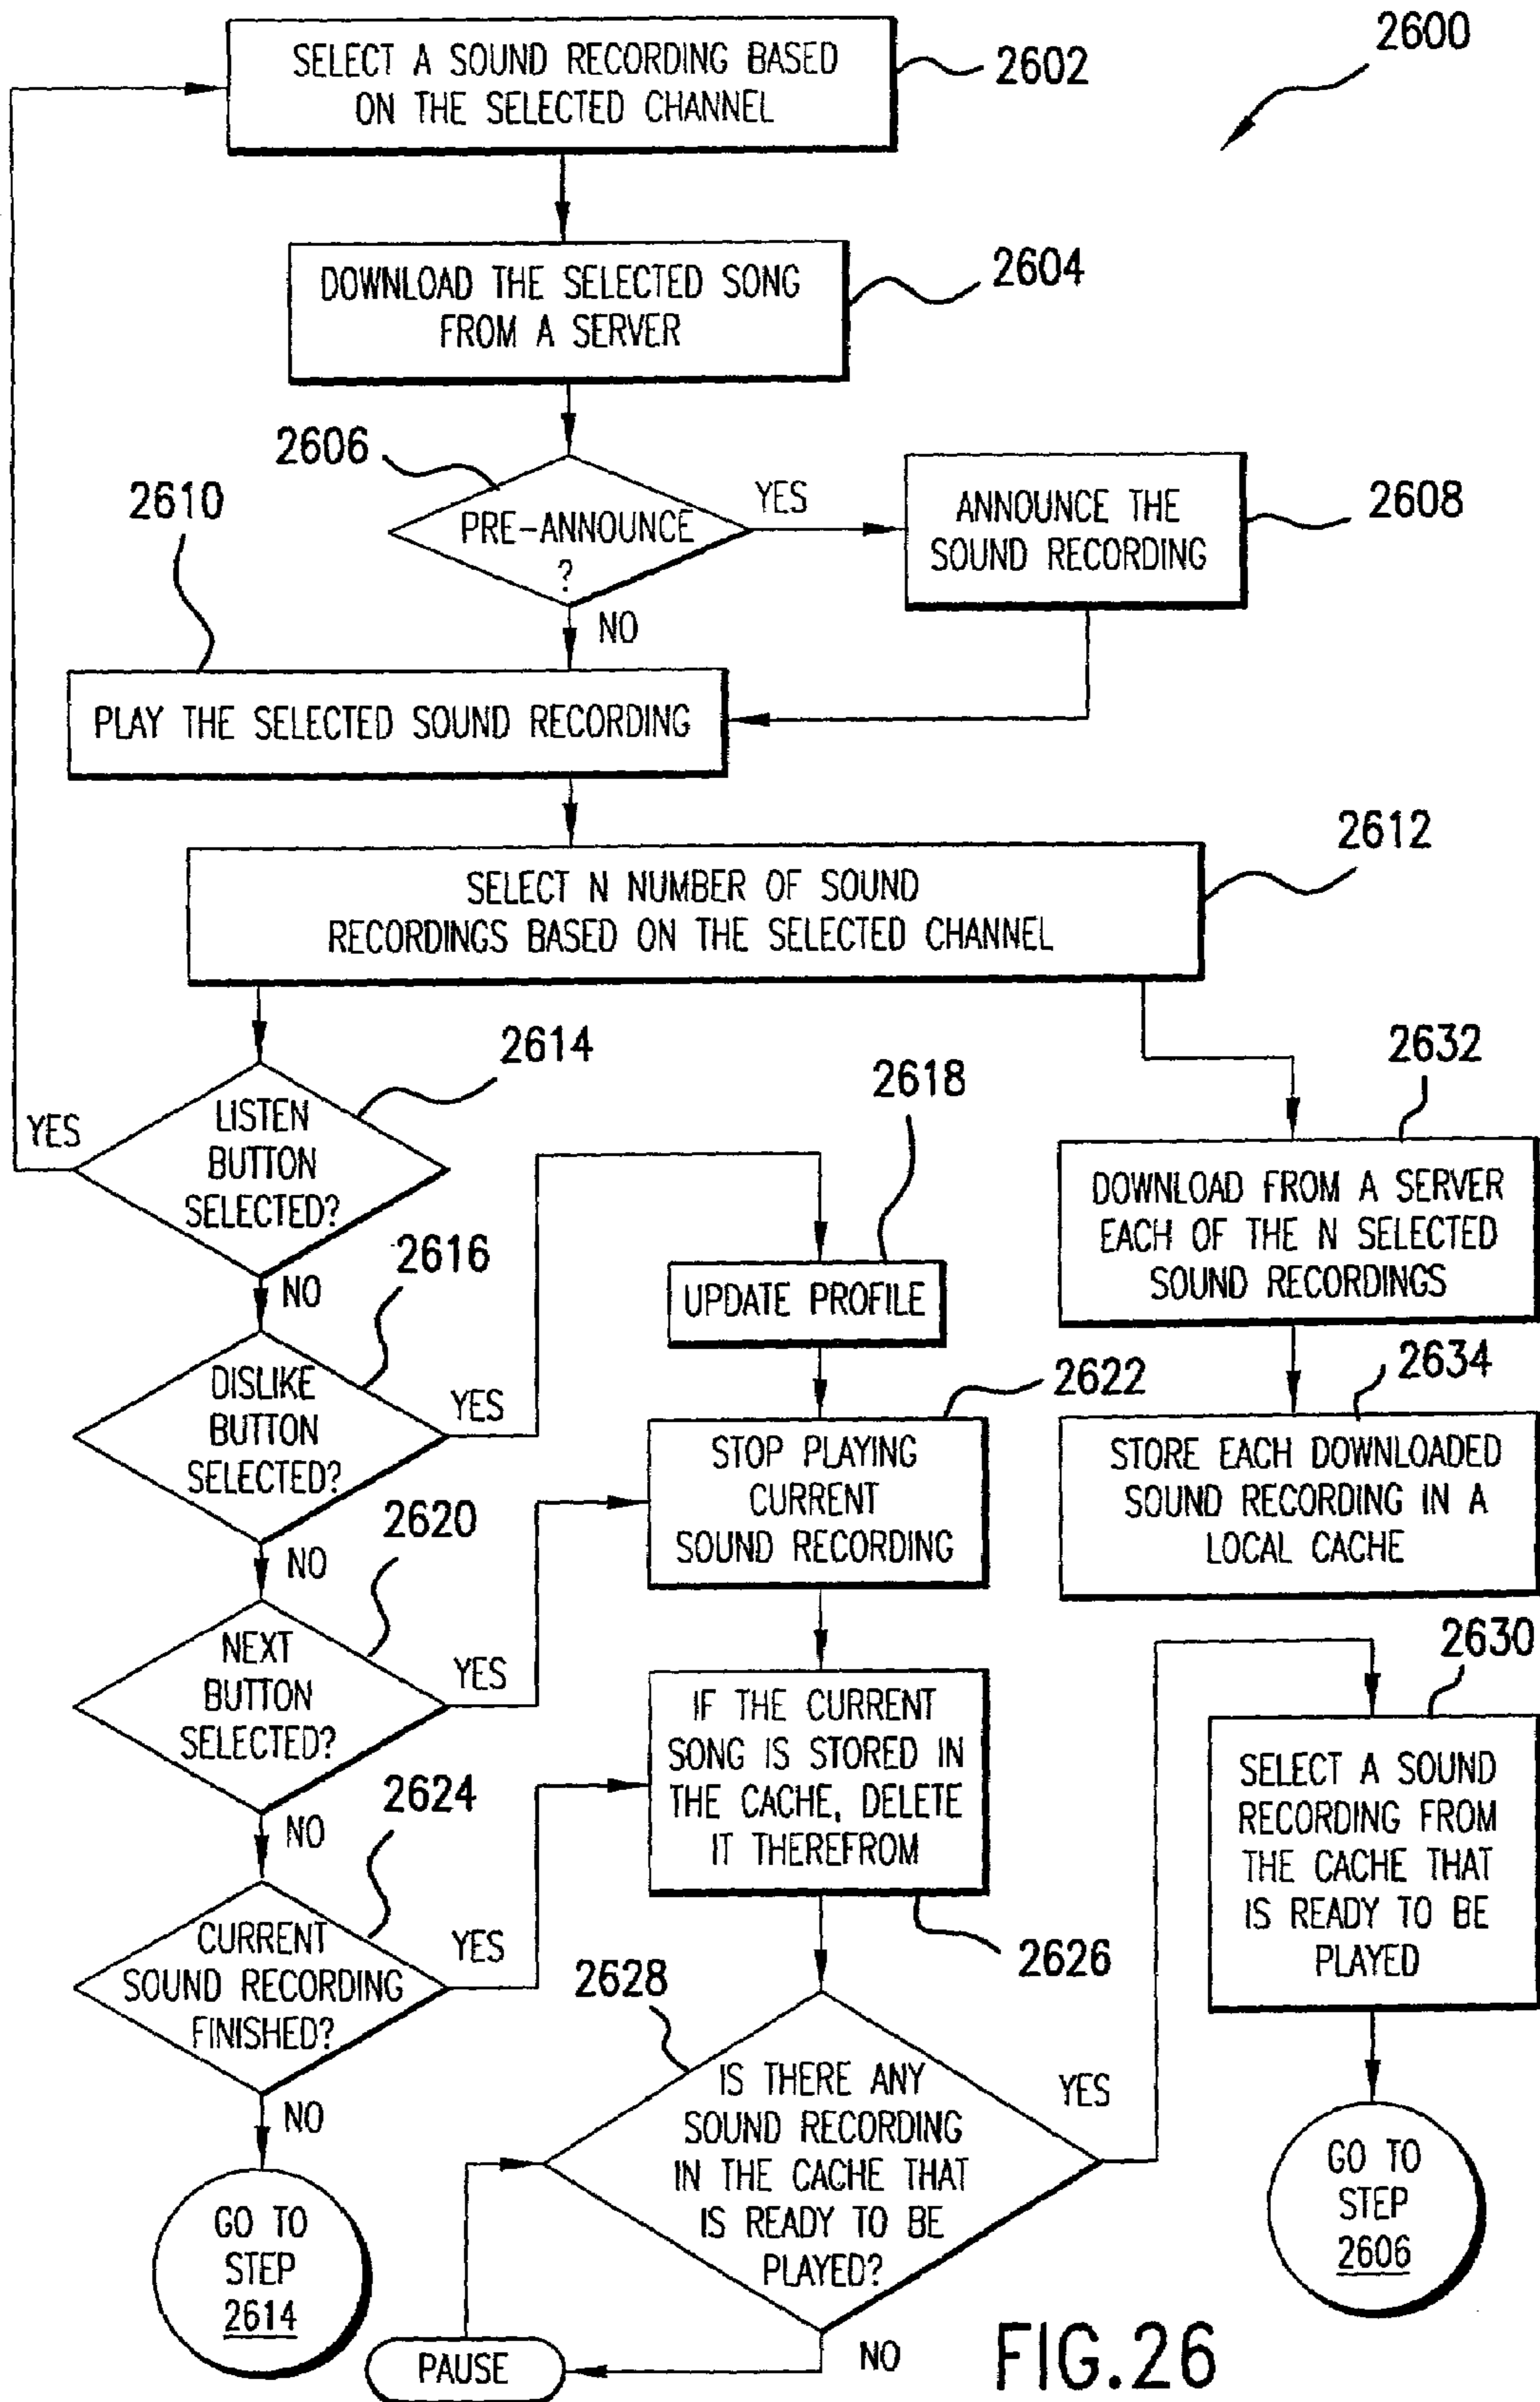 2600
SELECT A SOUND RECORDING BASED
ON THE SELECTED CHANNEL
2602
DOWNLOAD THE SELECTED SONG
FROM A SERVER
2604
2606
PRE-ANNOUNCE
?
YES
NO
ANNOUNCE THE
SOUND RECORDING
2608
2610
PLAY THE SELECTED SOUND RECORDING
2612
SELECT N NUMBER OF SOUND
RECORDINGS BASED ON THE SELECTED CHANNEL
2614
YES
LISTEN
BUTTON
SELECTED?
NO
2616
DISLIKE
BUTTON
SELECTED?
YES
NO
2618
UPDATE PROFILE
2620
NEXT
BUTTON
SELECTED?
YES
NO
2622
STOP PLAYING
CURRENT
SOUND RECORDING
2624
CURRENT
SOUND RECORDING
FINISHED?
YES
NO
GO TO
STEP
2614
IF THE CURRENT
SONG IS STORED IN
THE CACHE, DELETE
IT THEREFROM
2626
2628
IS THERE ANY
SOUND RECORDING
IN THE CACHE THAT
IS READY TO BE
PLAYED?
YES
NO
PAUSE
2632
DOWNLOAD FROM A SERVER
EACH OF THE N SELECTED
SOUND RECORDINGS
2634
STORE EACH DOWNLOADED
SOUND RECORDING IN A
LOCAL CACHE
2630
SELECT A SOUND
RECORDING FROM
THE CACHE THAT
IS READY TO BE
PLAYED
GO TO
STEP
2606
FIG.26